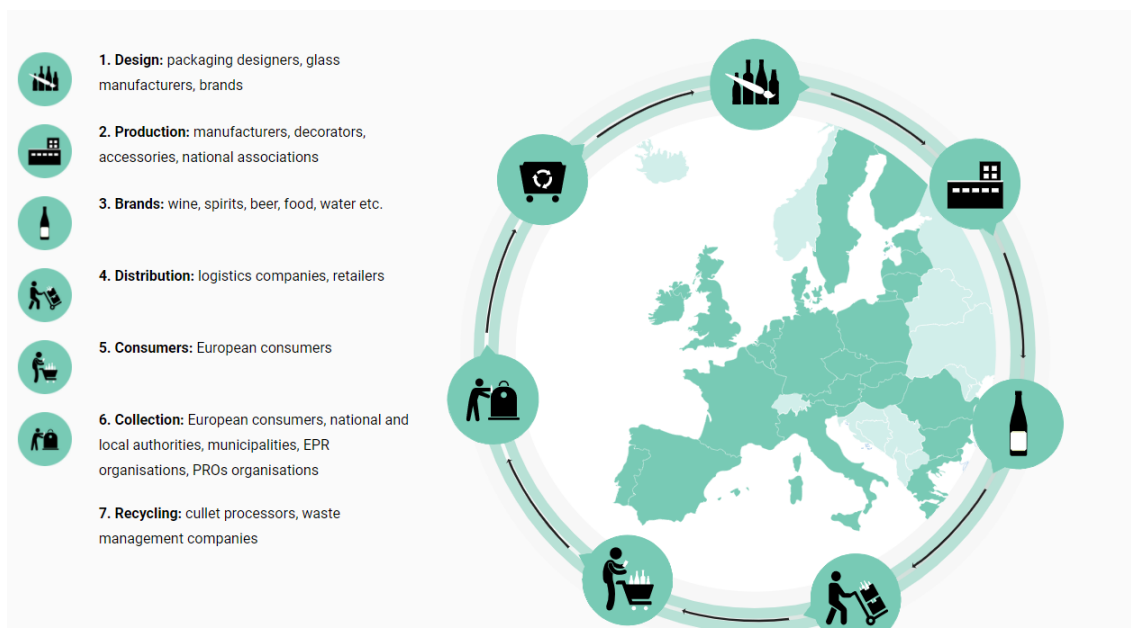 1. Design: packaging designers, glass
manufacturers, brands
2. Production: manufacturers, decorators,
accessories, national associations
3. Brands: wine, spirits, beer, food, water etc.
4. Distribution: logistics companies, retailers
5. Consumers: European consumers
6. Collection: European consumers, national and
local authorities, municipalities, EPR
organisations, PROs organisations
7. Recycling: cullet processors, waste
management companies